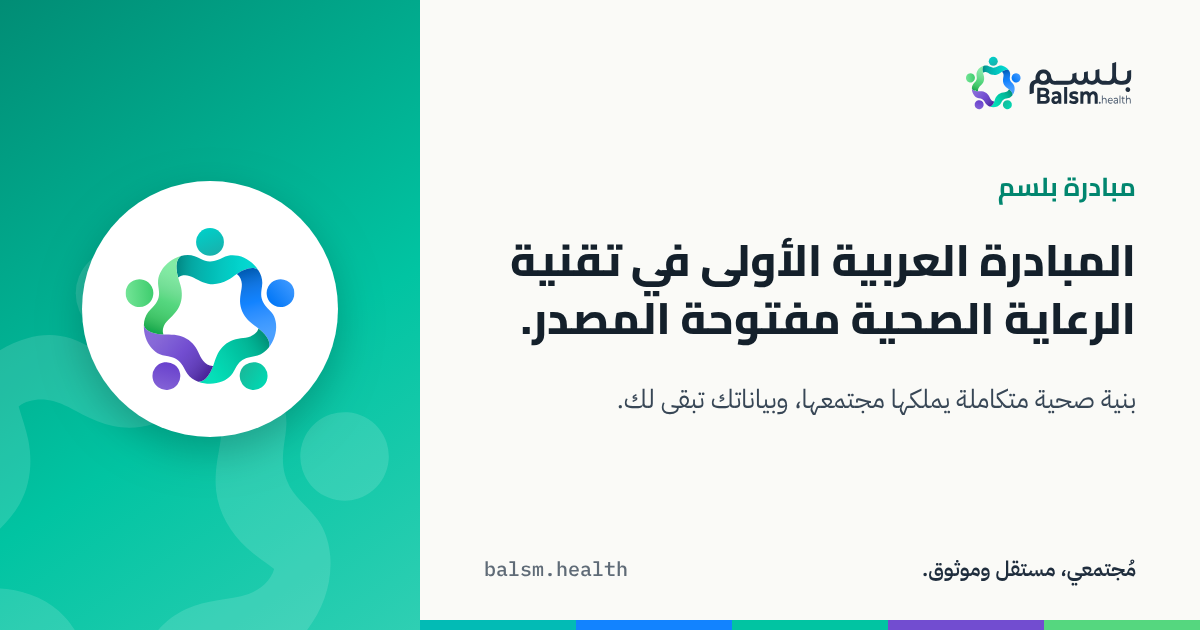 بلسم
Balsm.health
مبادرة بلسم
المبادرة العربية الأولى في تقنية
الرعاية الصحية مفتوحة المصدر.
بنية صحية متكاملة يملكها مجتمعها، وبياناتك تبقى لك.
مُجتمعي، مستقل وموثوق.
balsm.health